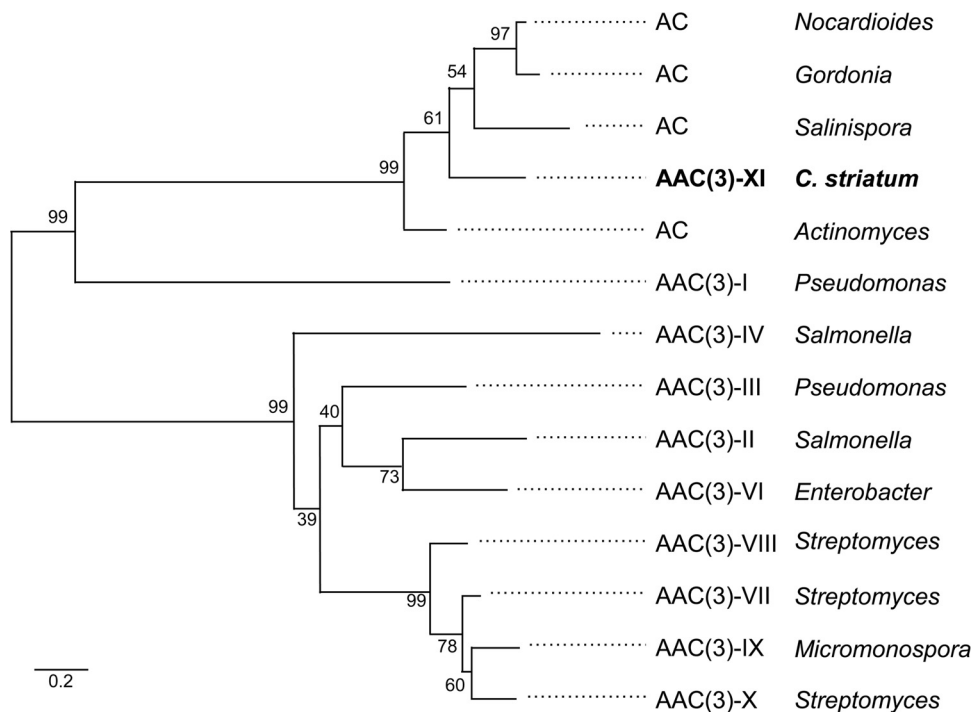 97
AC Nocardioides
54
AC Gordonia
61
AC Salinispora
99
AAC(3)-XI C. striatum
99
AC Actinomyces
AAC(3)-I Pseudomonas
AAC(3)-IV Salmonella
99
40
AAC(3)-III Pseudomonas
AAC(3)-II Salmonella
73
AAC(3)-VI Enterobacter
39
AAC(3)-VIII Streptomyces
99
AAC(3)-VII Streptomyces
78
AAC(3)-IX Micromonospora
60
AAC(3)-X Streptomyces
0.2